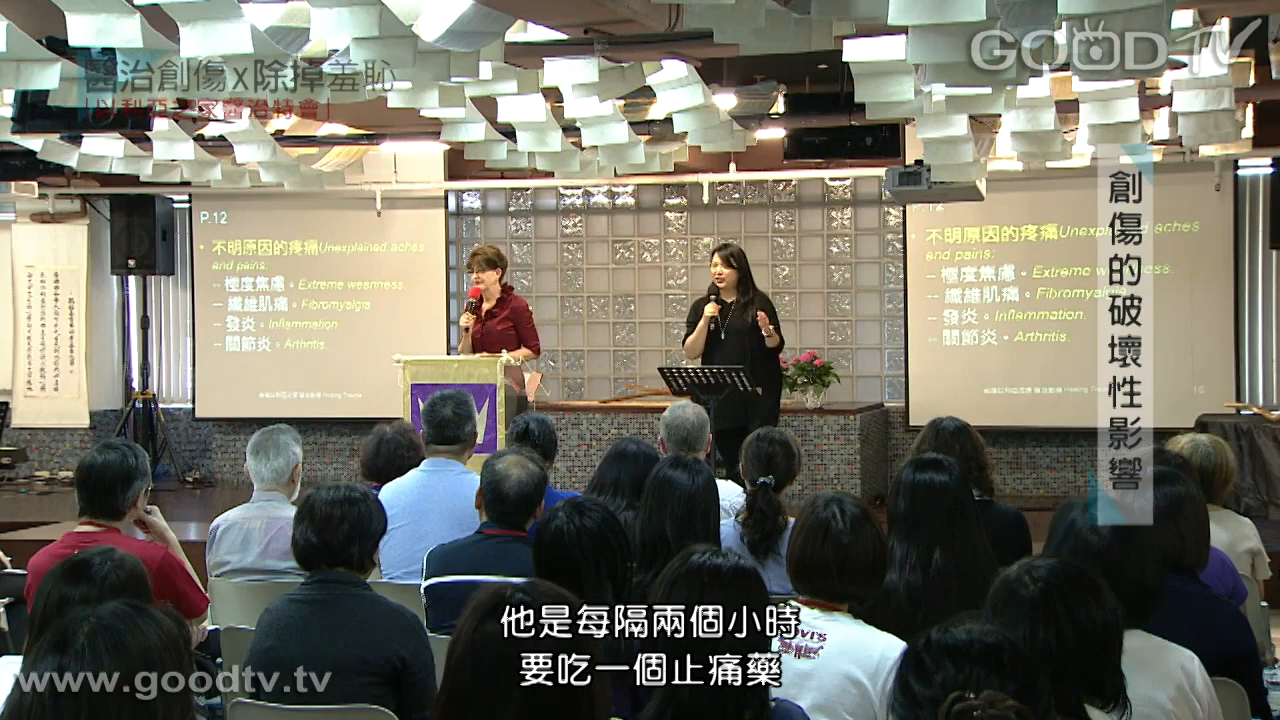 GOOD TV
醫治創傷x除掉羞恥
「以利亞之家醫治特會」
創傷的破壞性影響
P.12
• 不明原因的疼痛Unexplained aches
and pains:
– 極度焦慮。Extreme weariness.
– 纖維肌痛。Fibromyalgia
– 發炎。Inflammation.
– 關節炎。Arthritis.
P.12
• 不明原因的疼痛Unexplained aches
and pains:
– 極度焦慮。Extreme weariness.
– 纖維肌痛。Fibromyalgia
– 發炎。Inflammation.
– 關節炎。Arthritis.
他是每隔兩個小時
要吃一個止痛藥
www.goodtv.tv